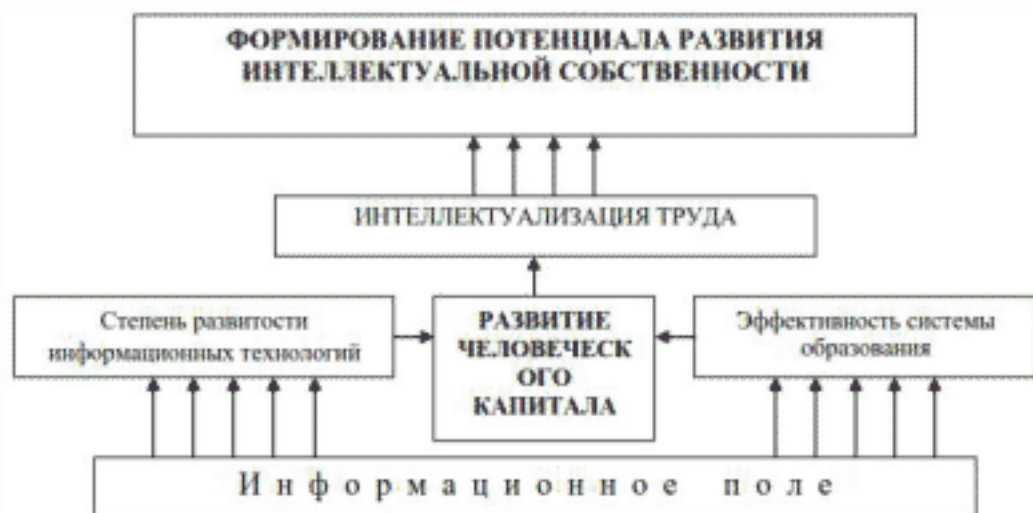 ФОРМИРОВАНИЕ ПОТЕНЦИАЛА РАЗВИТИЯ
ИНТЕЛЛЕКТУАЛЬНОЙ СОБСТВЕННОСТИ
ИНТЕЛЛЕКТУАЛИЗАЦИЯ ТРУДА
Степень развитости
информационных технологий
РАЗВИТИЕ
ЧЕЛОВЕЧЕСК
ОГО
КАПИТАЛА
Эффективность системы
образования
Информационное поле